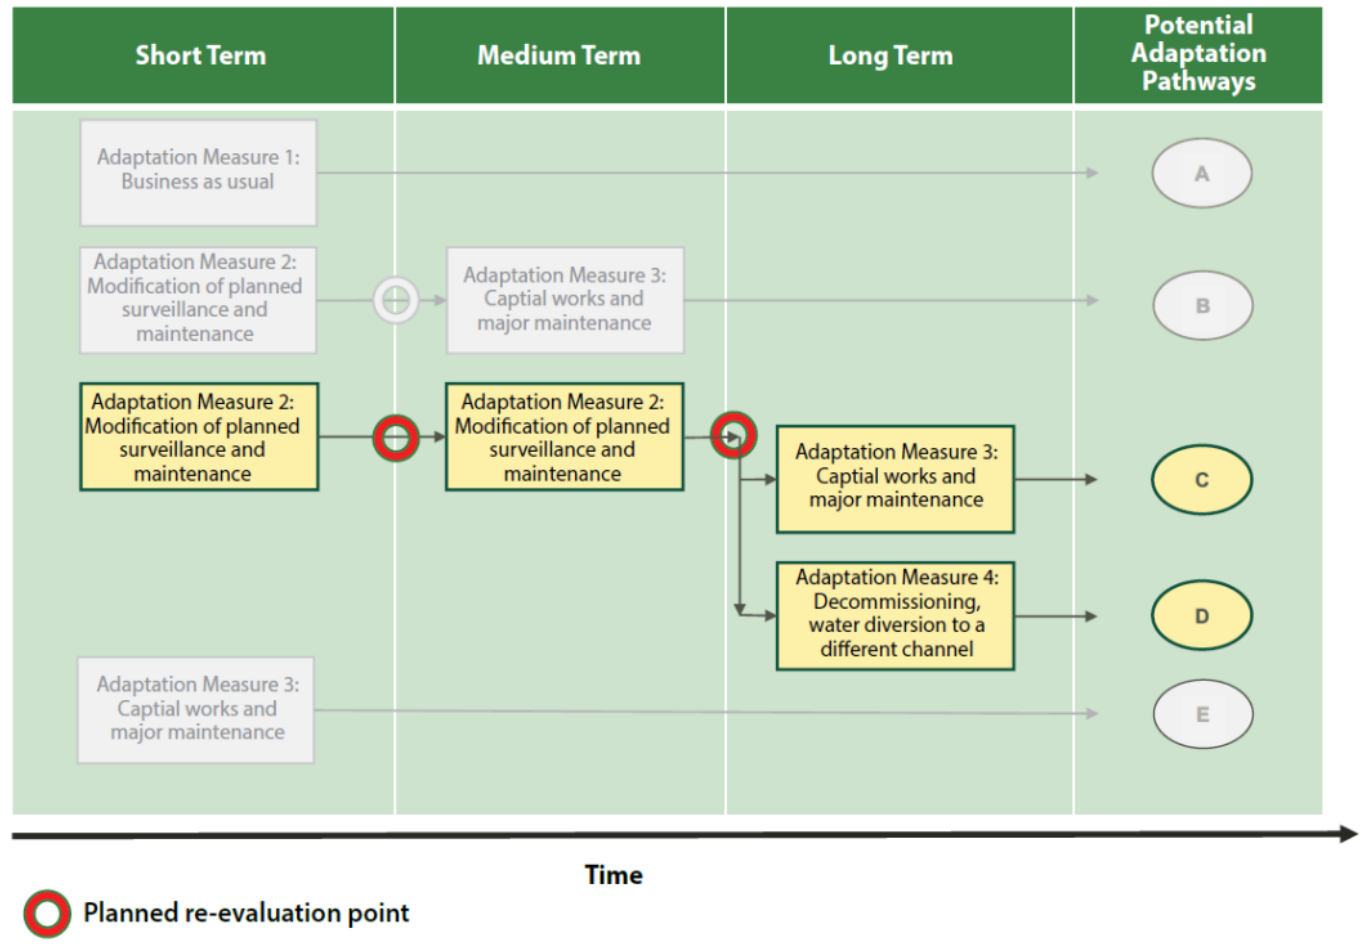 Short Term
Medium Term
Long Term
Potential
Adaptation
Pathways
Adaptation Measure 1:
Business as usual
A
Adaptation Measure 2:
Modification of planned
surveillance and
maintenance
Adaptation Measure 3:
Captial works and
major maintenance
B
Adaptation Measure 2:
Modification of planned
surveillance and
maintenance
Adaptation Measure 2:
Modification of planned
surveillance and
maintenance
Adaptation Measure 3:
Captial works and
major maintenance
C
Adaptation Measure 4:
Decommissioning,
water diversion to a
different channel
D
Adaptation Measure 3:
Captial works and
major maintenance
E
Time
Planned re-evaluation point